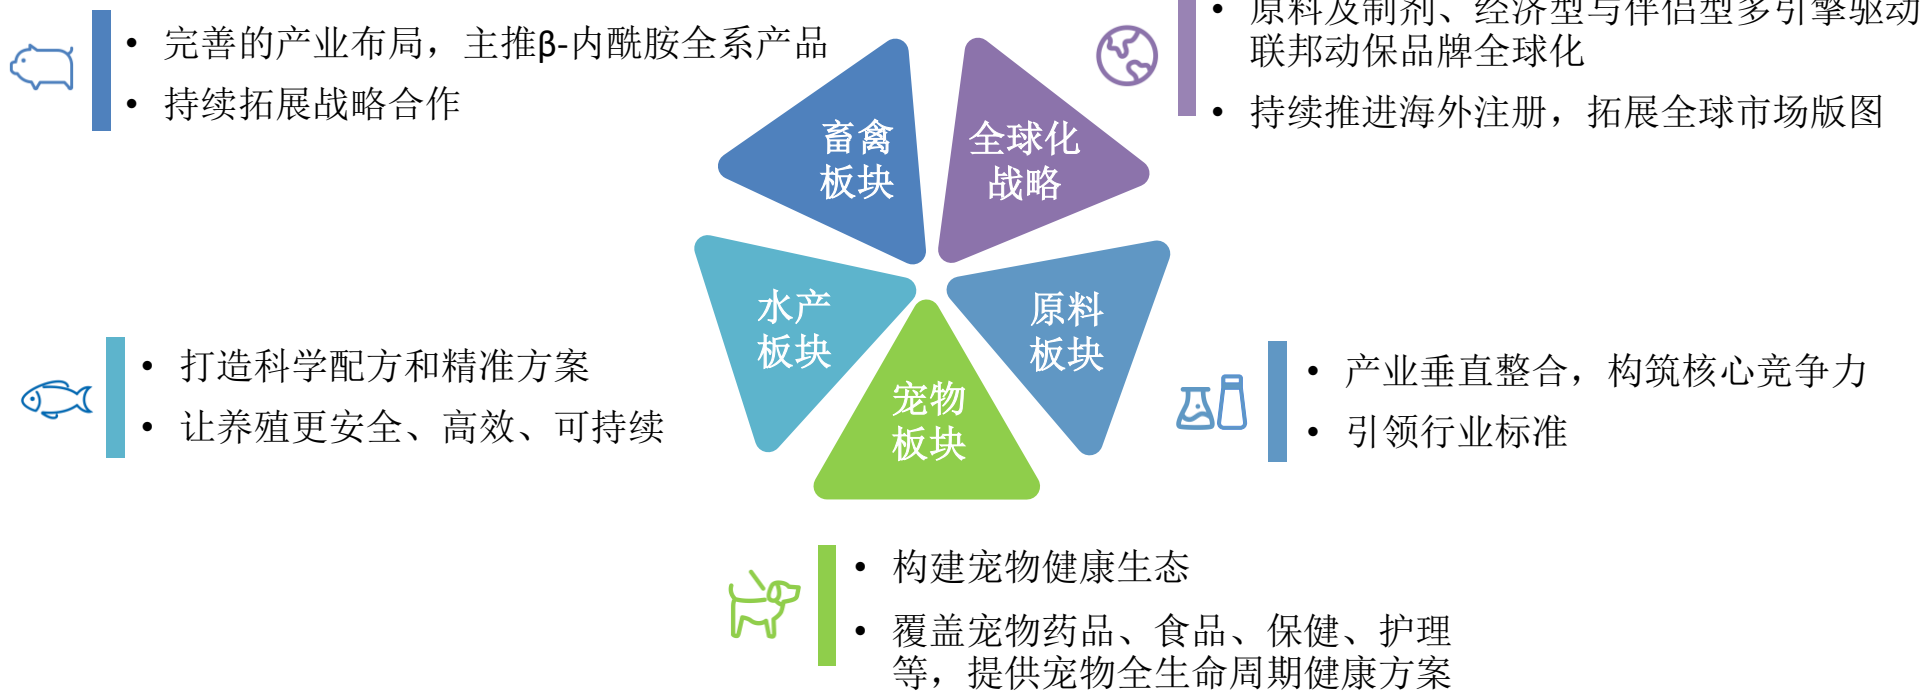 • 完善的产业布局，主推β-内酰胺全系产品
• 持续拓展战略合作
• 原料及制剂、经济型与伴侣型多引擎驱动
联邦动保品牌全球化
• 持续推进海外注册，拓展全球市场版图
畜禽
板块
全球化
战略
水产
板块
原料
板块
宠物
板块
• 打造科学配方和精准方案
• 让养殖更安全、高效、可持续
• 产业垂直整合，构筑核心竞争力
• 引领行业标准
• 构建宠物健康生态
• 覆盖宠物药品、食品、保健、护理
等，提供宠物全生命周期健康方案